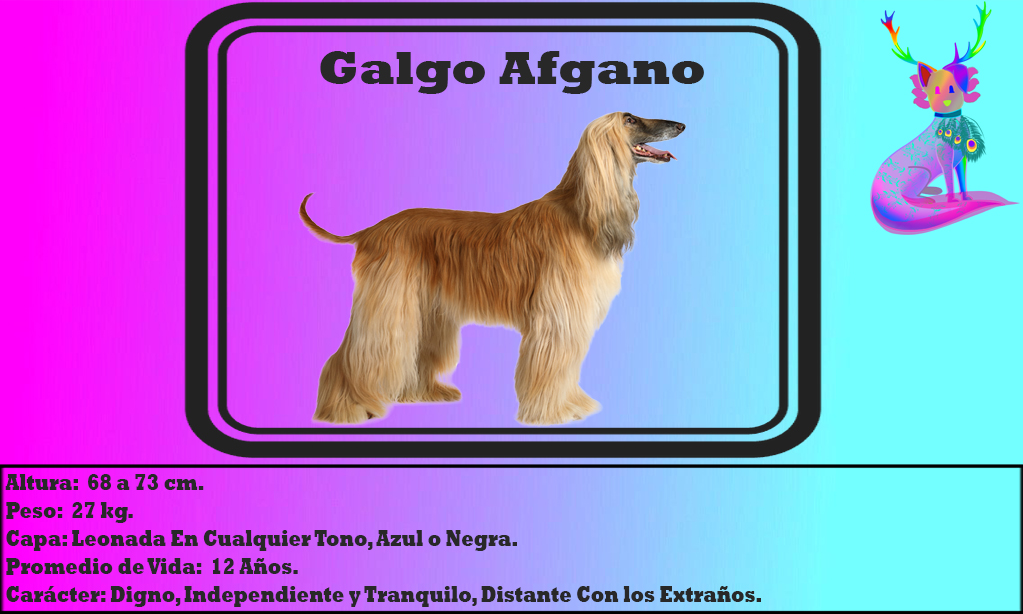 Galgo Afgano
Altura: 68 a 73 cm.
Peso: 27 kg.
Capa: Leonada En Cualquier Tono, Azul o Negra.
Promedio de Vida: 12 Años.
Carácter: Digno, Independiente y Tranquilo, Distante Con los Extraños.